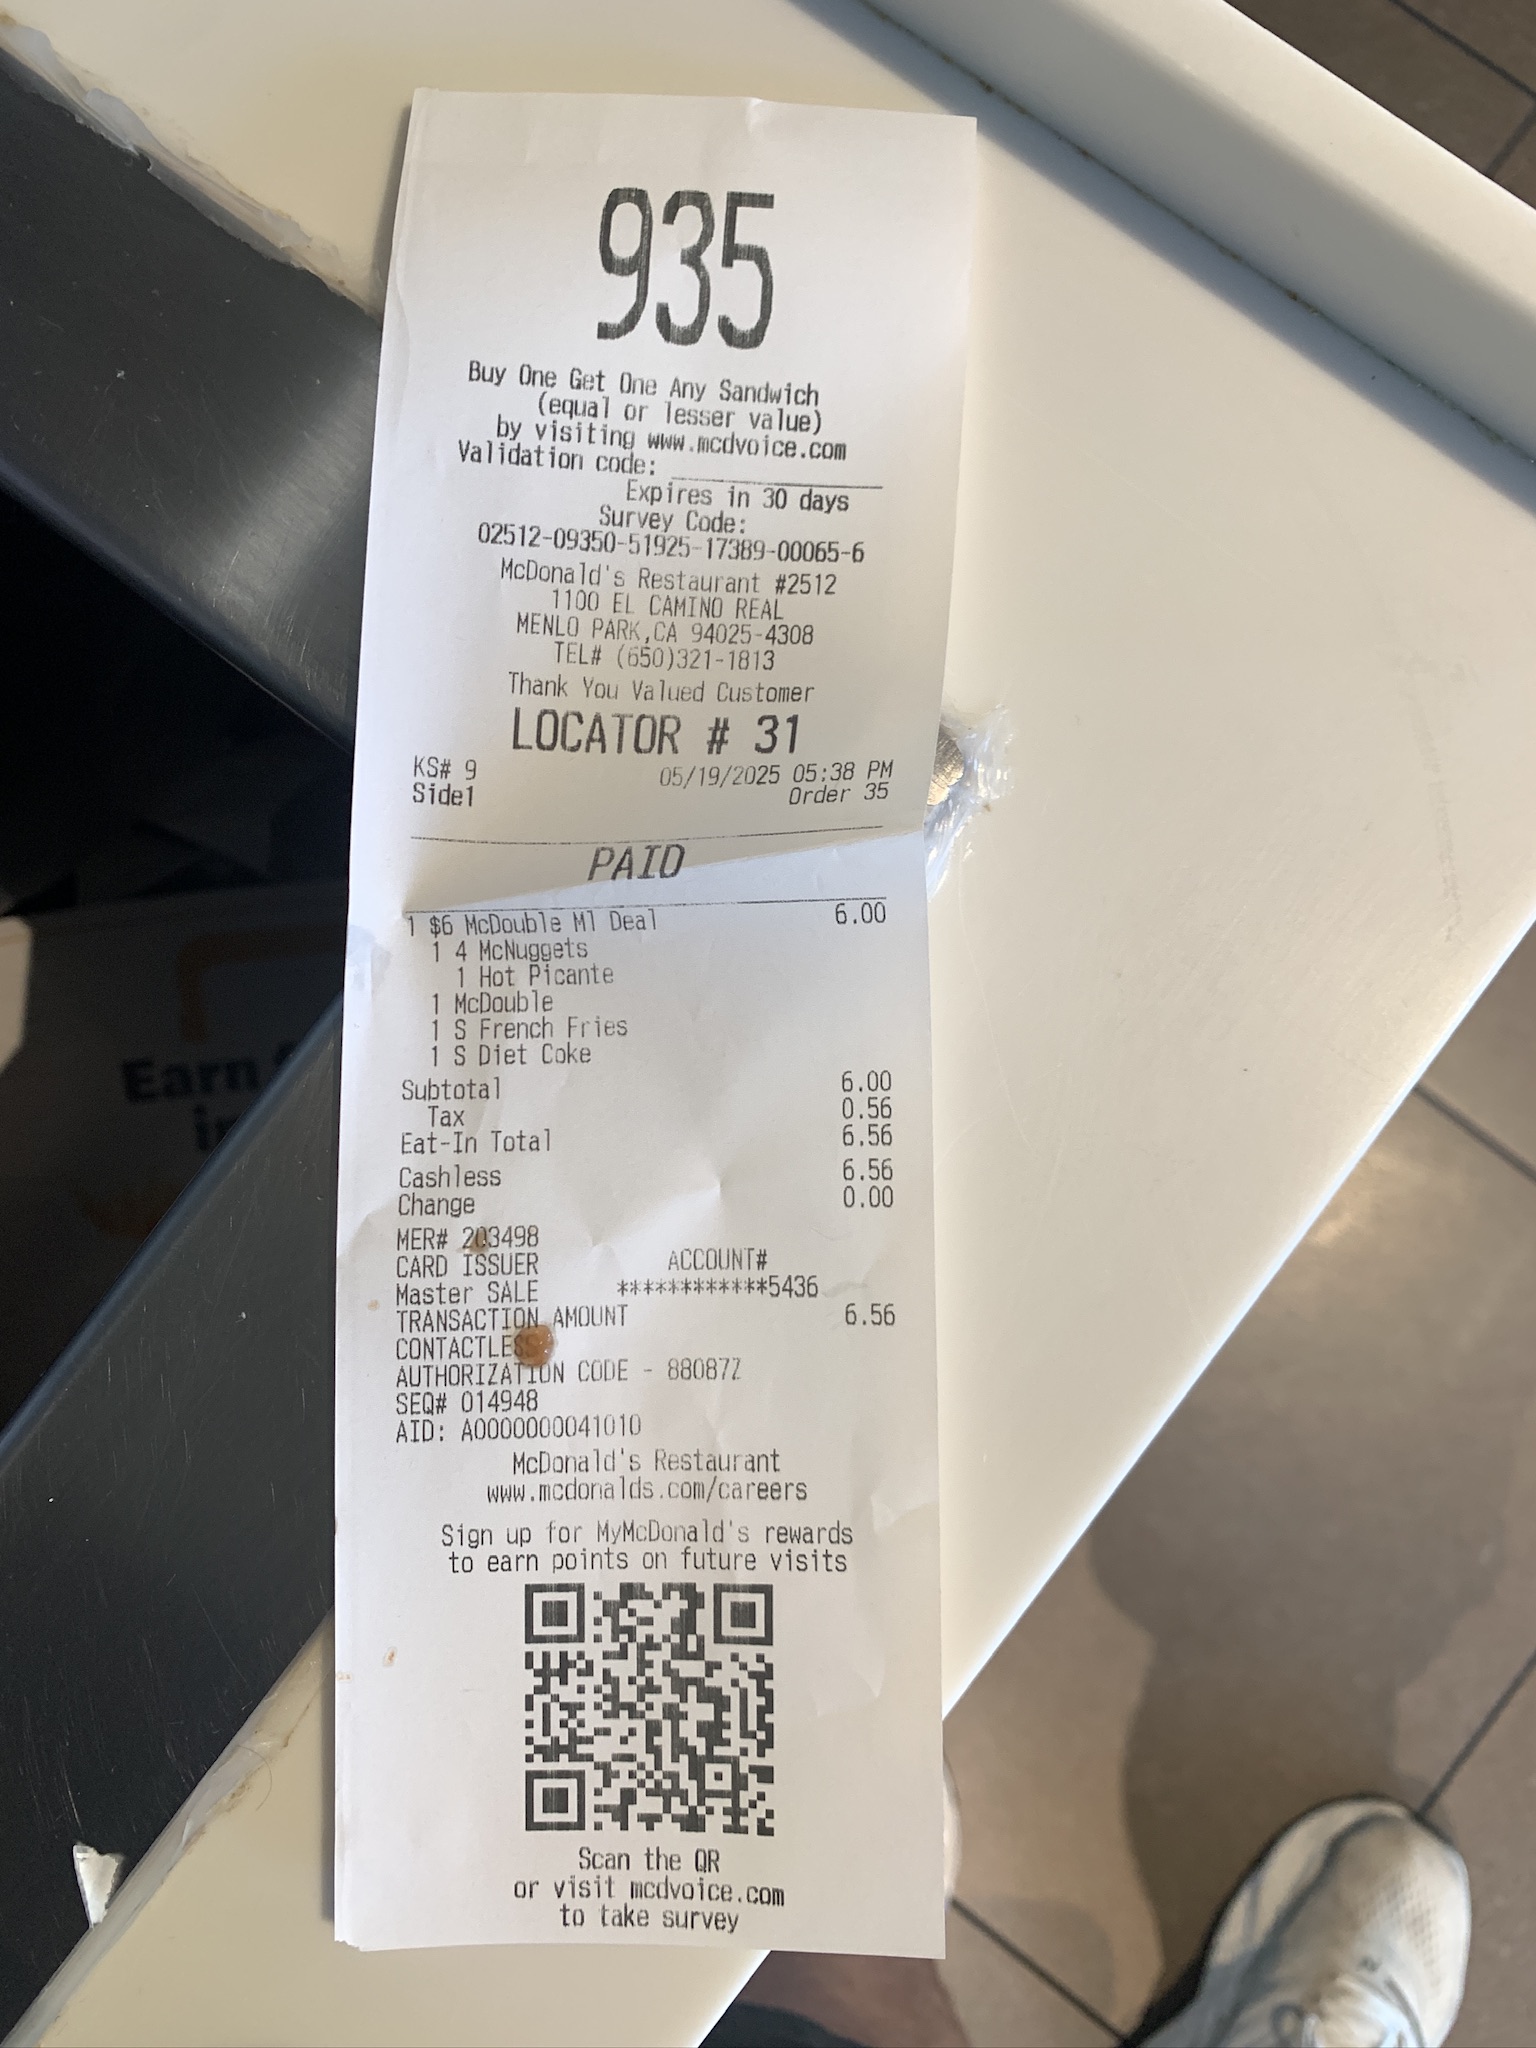 935
Buy One Get One Any Sandwich
(equal or lesser value)
by visiting www.mcdvoice.com
Validation code:
Expires in 30 days
Survey Code:
02512-09350-51925-17389-00065-6
McDonald's Restaurant #2512
1100 EL CAMINO REAL
MENLO PARK,CA 94025-4308
TEL# (650)321-1813
Thank You Valued Customer
LOCATOR # 31
KS# 9 05/19/2025 05:38 PM
Side1 Order 35
PAID
1 $6 McDouble Ml Deal 6.00
1 4 McNuggets
1 Hot Picante
1 McDouble
1 S French Fries
1 S Diet Coke
Subtotal 6.00
Tax 0.56
Eat-In Total 6.56
Cashless 6.56
Change 0.00
MER# 203498
CARD ISSUER ACCOUNT#
Master SALE ************5436
TRANSACTION AMOUNT 6.56
CONTACTLESS
AUTHORIZATION CODE - 88087Z
SEQ# 014948
AID: A0000000041010
McDonald's Restaurant
www.mcdonalds.com/careers
Sign up for MyMcDonald's rewards
to earn points on future visits
Scan the QR
or visit mcdvoice.com
to take survey
Earn